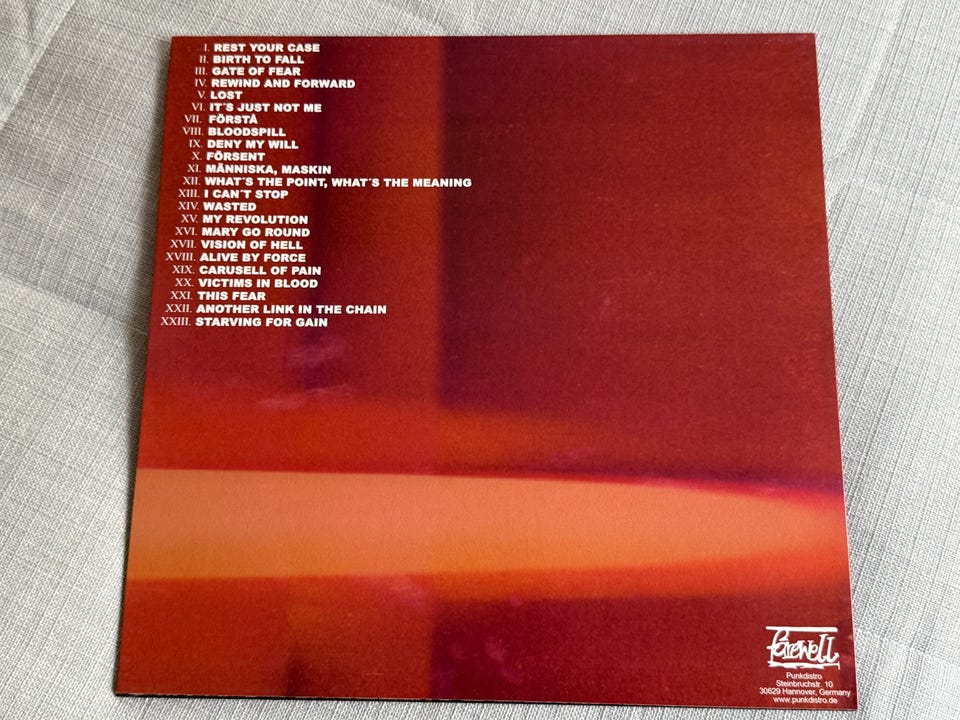 I. REST YOUR CASE
II. BIRTH TO FALL
III. GATE OF FEAR
IV. REWIND AND FORWARD
V. LOST
VI. IT´S JUST NOT ME
VII. FÖRSTÅ
VIII. BLOODSPILL
IX. DENY MY WILL
X. FÖRSENT
XI. MÄNNISKA, MASKIN
XII. WHAT´S THE POINT, WHAT´S THE MEANING
XIII. I CAN´T STOP
XIV. WASTED
XV. MY REVOLUTION
XVI. MARY GO ROUND
XVII. VISION OF HELL
XVIII. ALIVE BY FORCE
XIX. CARUSELL OF PAIN
XX. VICTIMS IN BLOOD
XXI. THIS FEAR
XXII. ANOTHER LINK IN THE CHAIN
XXIII. STARVING FOR GAIN
farewell
Punkdistro
Steinbruchstr. 10
30629 Hannover, Germany
www.punkdistro.de